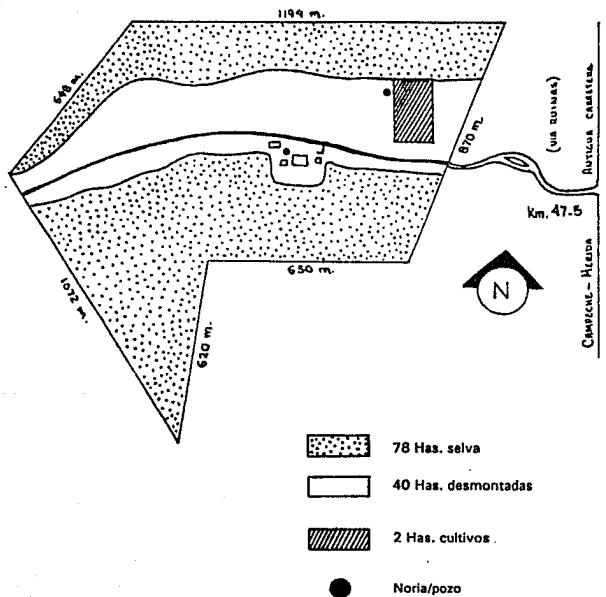 1194 m.
648 m.
870 m.
(VIA RUINAS)
ANTIGUA CARRETERA
CAMPECHE - MERIDA
Km. 47.5
N
650 m.
1072 m.
620 m.
78 Has. selva
40 Has. desmontadas
2 Has. cultivos
Noria/pozo